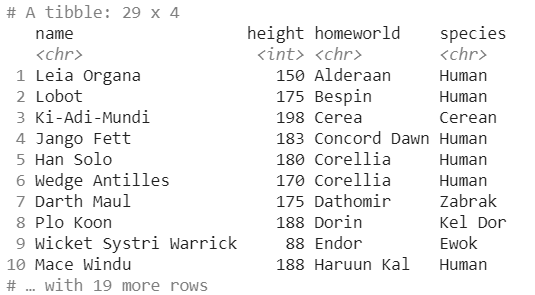 # A tibble: 29 x 4
   name                  height homeworld    species
   <chr>                  <int> <chr>        <chr>
 1 Leia Organa              150 Alderaan     Human
 2 Lobot                    175 Bespin       Human
 3 Ki-Adi-Mundi             198 Cerea        Cerean
 4 Jango Fett               183 Concord Dawn Human
 5 Han Solo                 180 Corellia     Human
 6 Wedge Antilles           170 Corellia     Human
 7 Darth Maul               175 Dathomir     Zabrak
 8 Plo Koon                 188 Dorin        Kel Dor
 9 Wicket Systri Warrick     88 Endor        Ewok
10 Mace Windu               188 Haruun Kal   Human
# … with 19 more rows